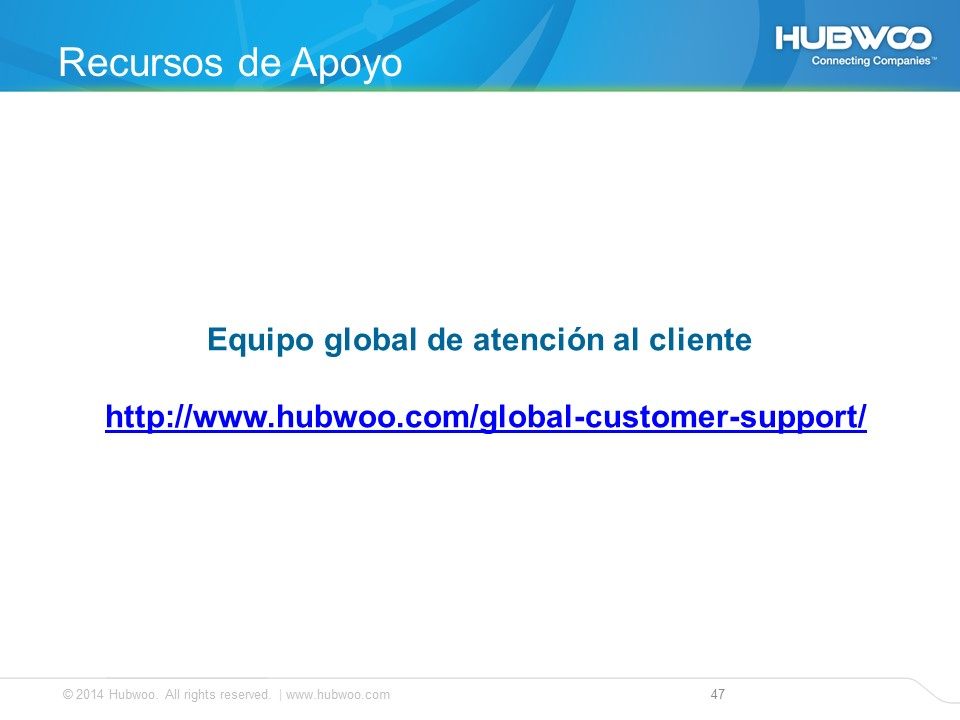 Recursos de Apoyo
HUBWOO
Connecting Companies™
Equipo global de atención al cliente
http://www.hubwoo.com/global-customer-support/
© 2014 Hubwoo. All rights reserved. | www.hubwoo.com
47